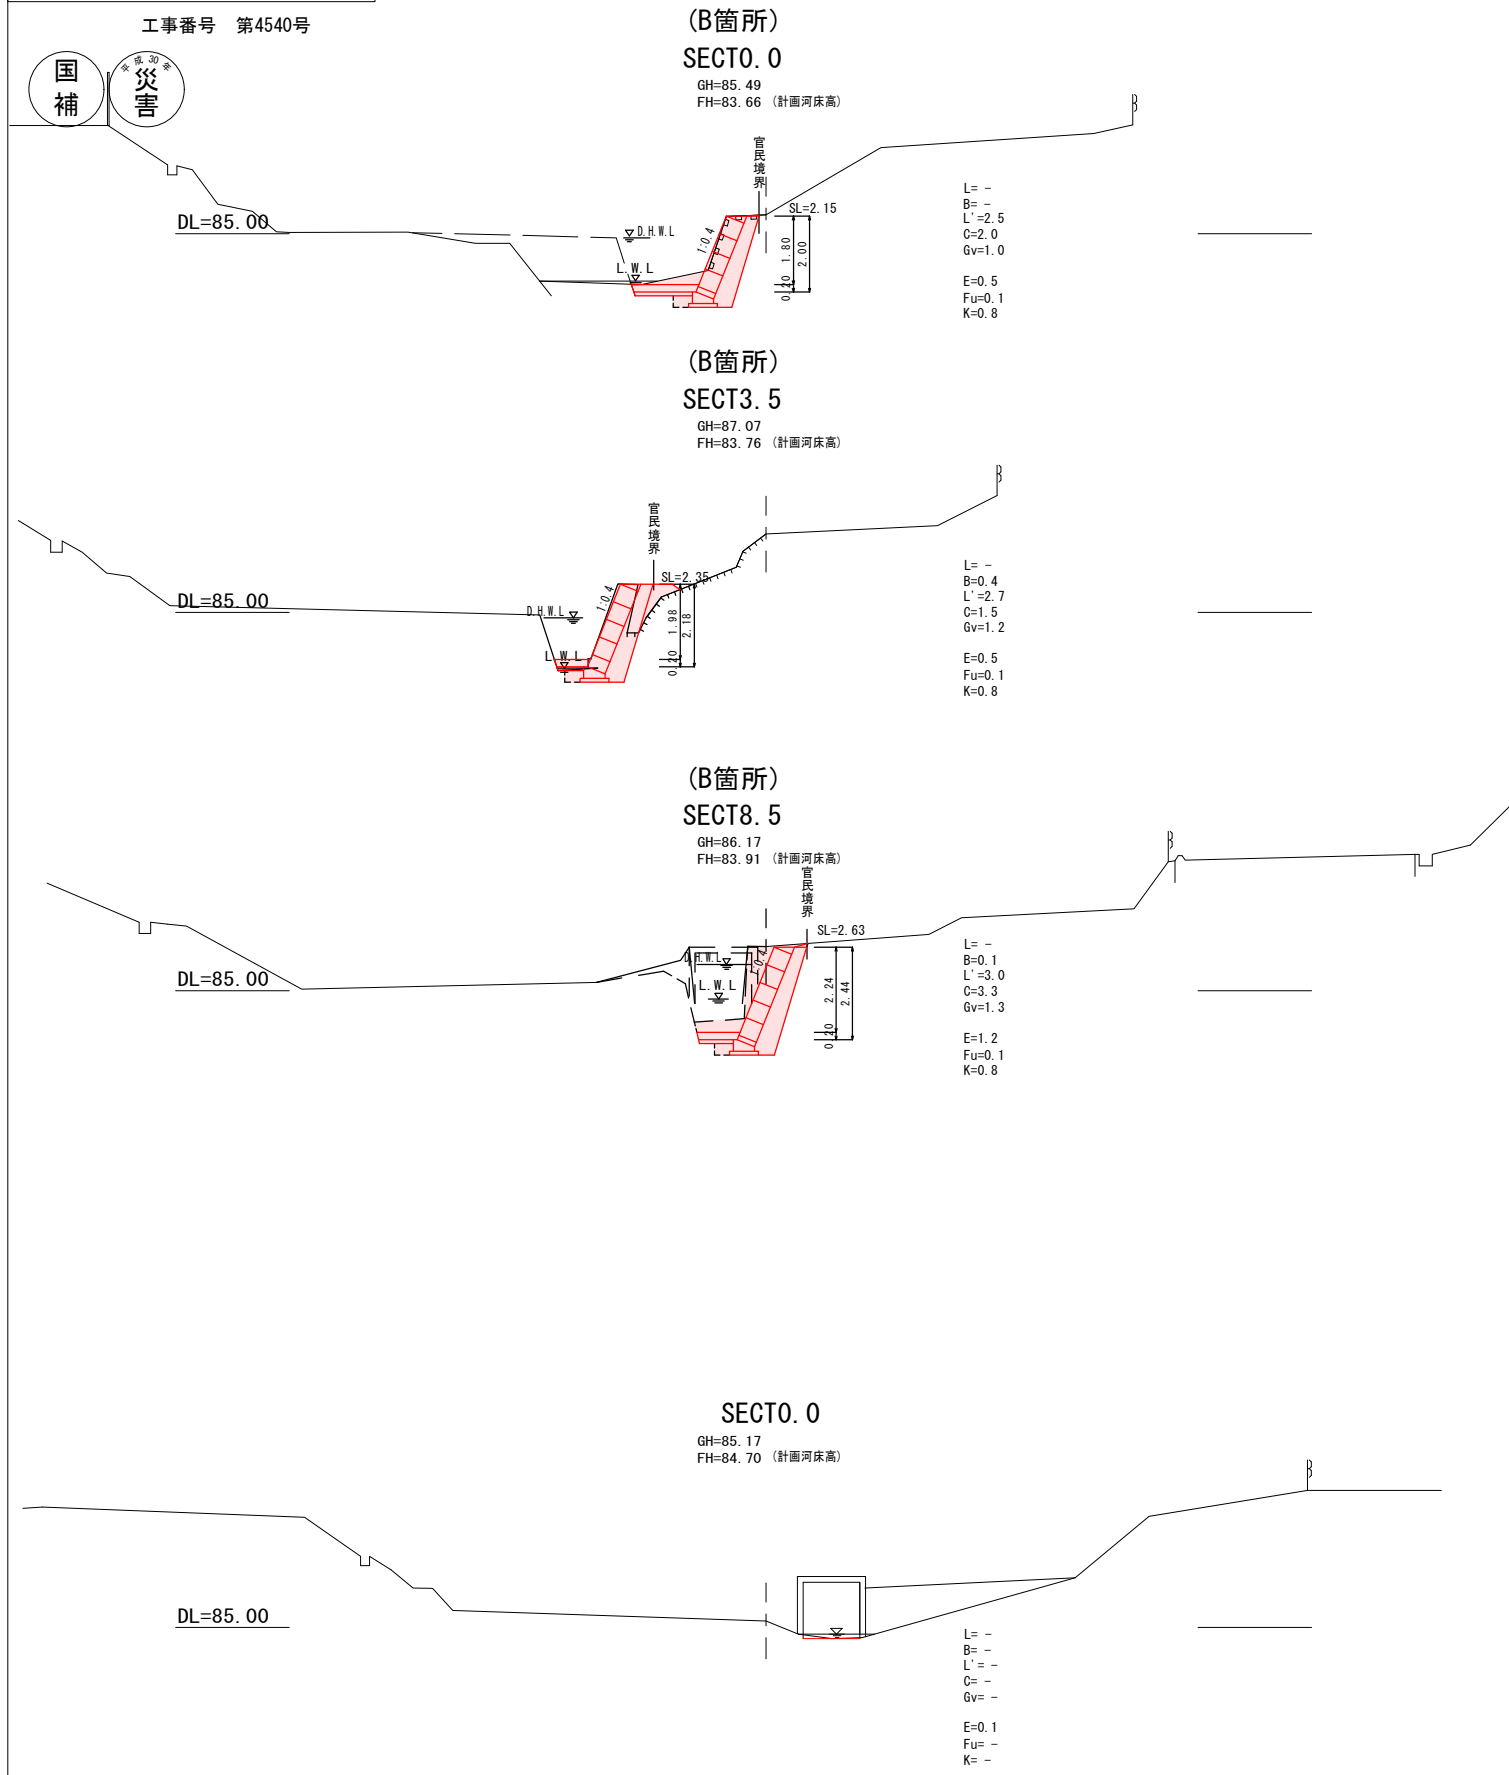 工事番号　第4540号
国補
平成30年
災害
(B箇所)
SECT0.0
GH=85.49
FH=83.66 (計画河床高)
官民境界
SL=2.15
DL=85.00
D.H.W.L
1:0.4
L.W.L
0.20 1.80
2.00
L= -
B= -
L'=2.5
C=2.0
Gv=1.0
E=0.5
Fu=0.1
K=0.8
(B箇所)
SECT3.5
GH=87.07
FH=83.76 (計画河床高)
官民境界
SL=2.35
DL=85.00
D.H.W.L
1:0.4
L.W.L
0.20 1.98
2.18
L= -
B=0.4
L'=2.7
C=1.5
Gv=1.2
E=0.5
Fu=0.1
K=0.8
(B箇所)
SECT8.5
GH=86.17
FH=83.91 (計画河床高)
官民境界
SL=2.63
DL=85.00
D.H.W.L
1:0.4
L.W.L
0.20 2.24
2.44
L= -
B=0.1
L'=3.0
C=3.3
Gv=1.3
E=1.2
Fu=0.1
K=0.8
SECT0.0
GH=85.17
FH=84.70 (計画河床高)
DL=85.00
L= -
B= -
L'= -
C= -
Gv= -
E=0.1
Fu= -
K= -